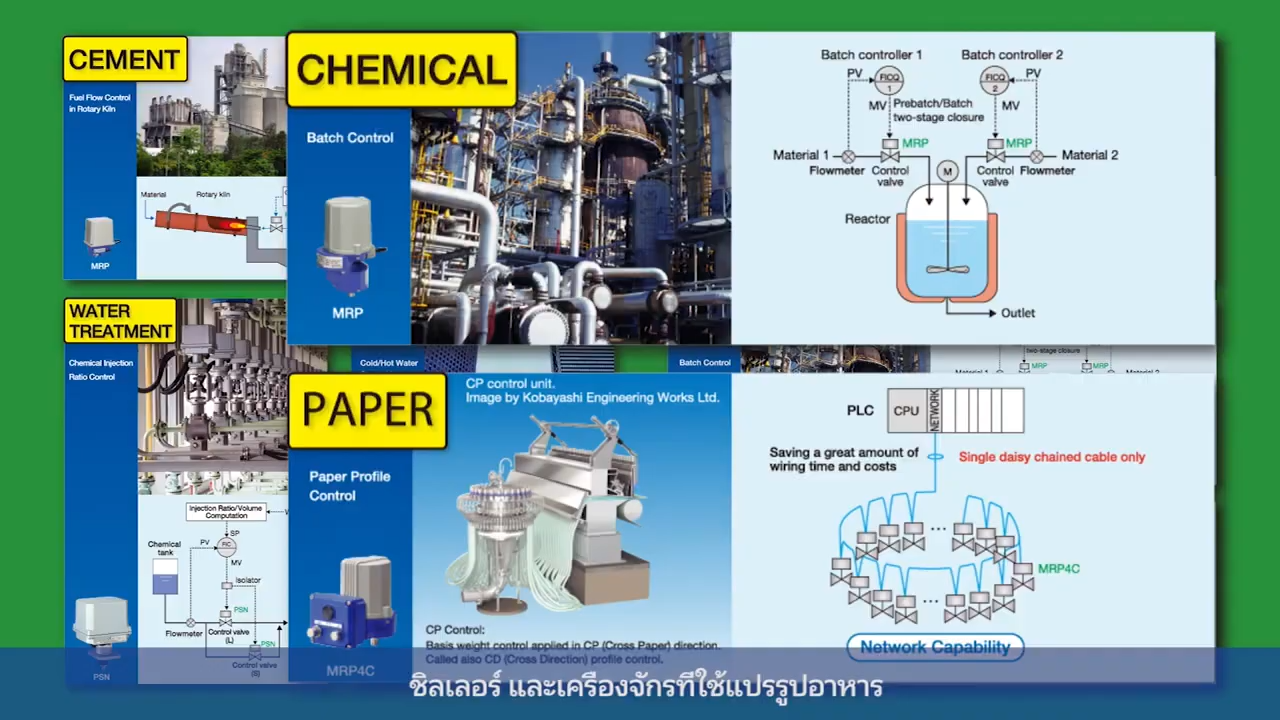 CEMENT
Fuel Flow Control
in Rotary Kiln
MRP
Material
Rotary kiln
CHEMICAL
Batch Control
MRP
Batch controller 1
Batch controller 2
PV
FICQ
1
FICQ
2
PV
MV
Prebatch/Batch
two-stage closure
MV
MRP
MRP
Material 1
Material 2
Flowmeter
Control
valve
Control
valve
Flowmeter
M
Reactor
Outlet
WATER
TREATMENT
Chemical Injection
Ratio Control
PSN
Injection Ratio/Volume
Computation
SP
PV
FIC
MV
Chemical
tank
Isolator
PSN
Flowmeter
Control valve
(L)
PSN
Control valve
(S)
Cold/Hot Water
Batch Control
two-stage closure
MRP
MRP
PAPER
Paper Profile
Control
MRP4C
CP control unit.
Image by Kobayashi Engineering Works Ltd.
CP Control:
Basis weight control applied in CP (Cross Paper) direction.
Called also CD (Cross Direction) profile control.
PLC
CPU
NETWORK
Saving a great amount of
wiring time and costs
Single daisy chained cable only
MRP4C
Network Capability
ชิลเลอร์ และเครื่องจักรที่ใช้แปรรูปอาหาร